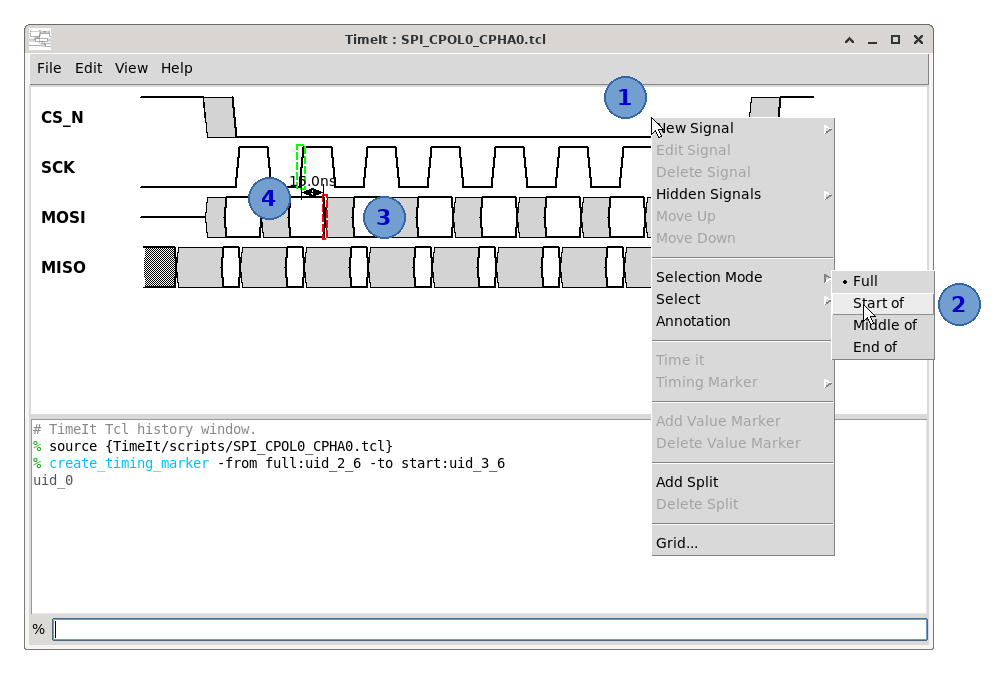 TimeIt : SPI_CPOL0_CPHA0.tcl
File Edit View Help
1
CS_N
New Signal
Edit Signal
SCK
Delete Signal
15.0ns
Hidden Signals
4
3
MOSI
Move Up
Move Down
MISO
Selection Mode
Full
Select
Start of
2
Annotation
Middle of
End of
Time it
Timing Marker
Add Value Marker
Delete Value Marker
Add Split
Delete Split
Grid...
# TimeIt Tcl history window.
% source {TimeIt/scripts/SPI_CPOL0_CPHA0.tcl}
% create_timing_marker -from full:uid_2_6 -to start:uid_3_6
uid_0
%